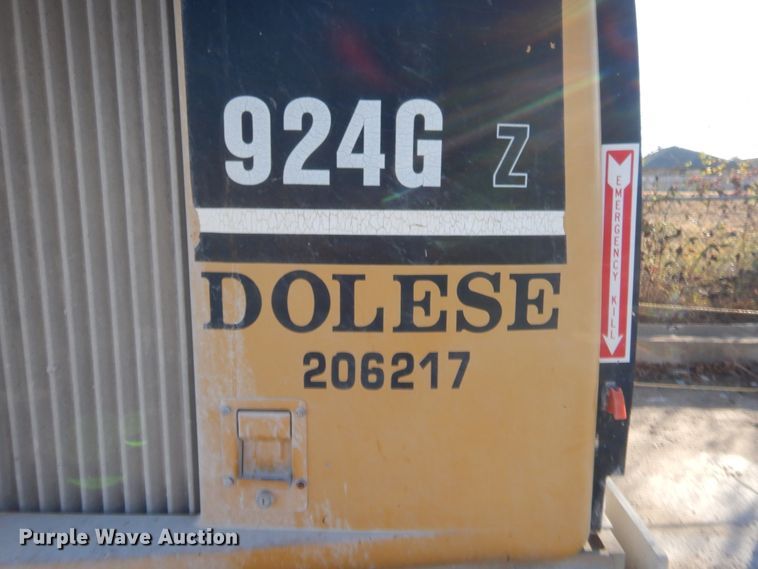 924G Z
DOLESE
206217
EMERGENCY KILL
Purple Wave Auction